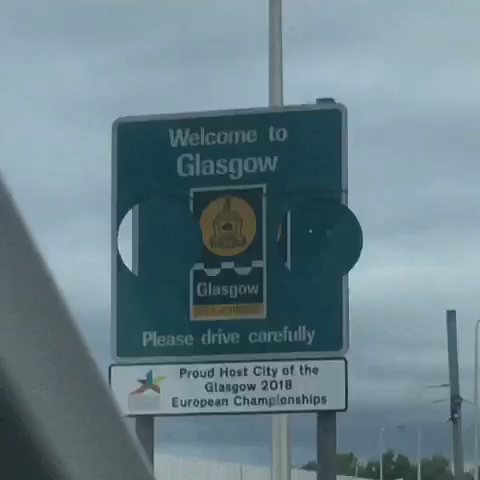 Welcome to
Glasgow
Glasgow
Please drive carefully
Proud Host City of the
Glasgow 2018
European Championships